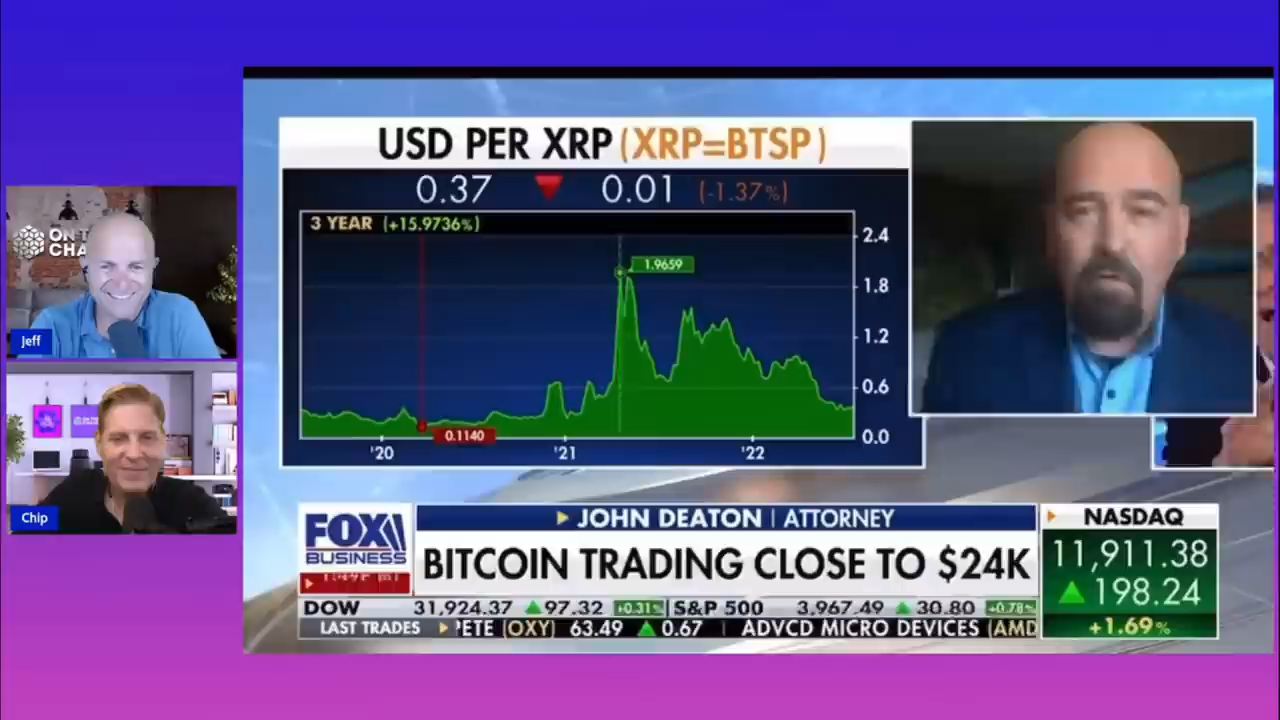 USD PER XRP (XRP=BTSP)
0.37 ▼ 0.01 (-1.37%)
3 YEAR (+15.9736%)
2.4
1.9659
1.8
1.2
0.6
0.1140
0.0
'20 '21 '22
ON T
CHA
Jeff
Chip
FOX
BUSINESS
JOHN DEATON | ATTORNEY
BITCOIN TRADING CLOSE TO $24K
DOW 31,924.37 ▲97.32 +0.31% S&P 500 3,967.49 ▲30.80 +0.78%
LAST TRADES PETE (OXY) 63.49 ▲0.67 ADVCD MICRO DEVICES (AMD
NASDAQ
11,911.38
▲198.24
+1.69%